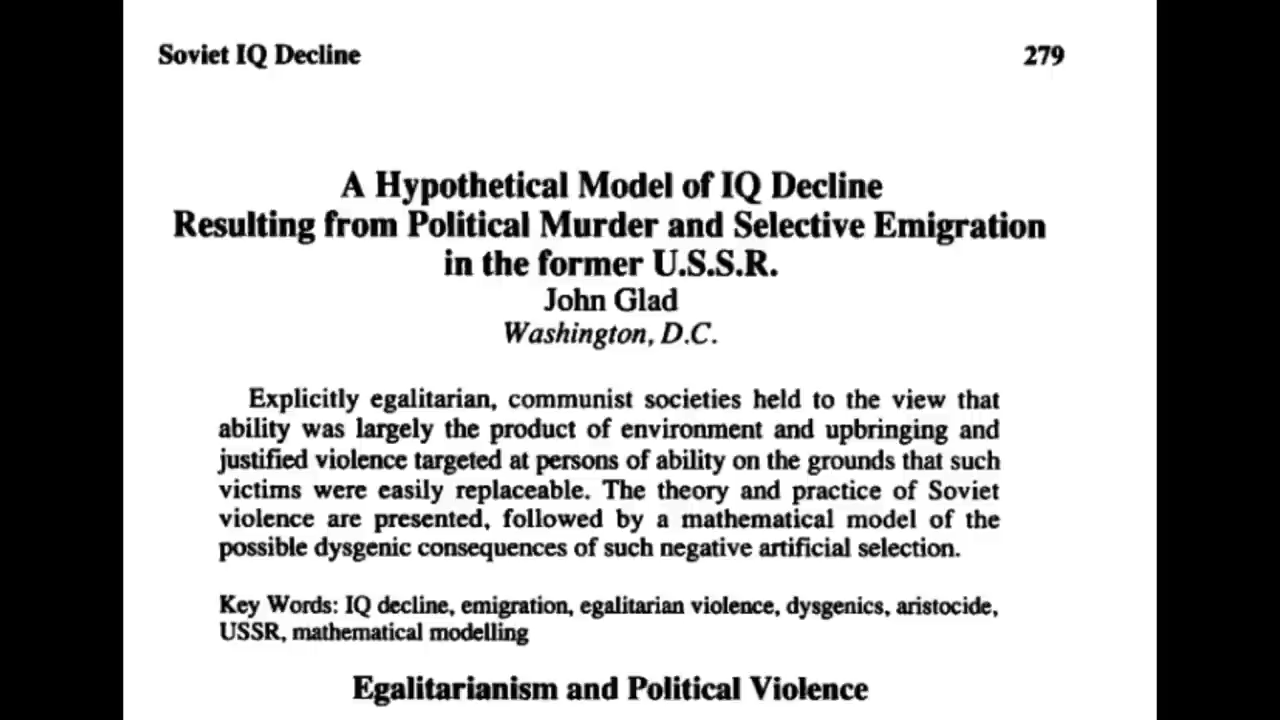 Soviet IQ Decline 279
A Hypothetical Model of IQ Decline
Resulting from Political Murder and Selective Emigration
in the former U.S.S.R.
John Glad
Washington, D.C.
Explicitly egalitarian, communist societies held to the view that
ability was largely the product of environment and upbringing and
justified violence targeted at persons of ability on the grounds that such
victims were easily replaceable. The theory and practice of Soviet
violence are presented, followed by a mathematical model of the
possible dysgenic consequences of such negative artificial selection.
Key Words: IQ decline, emigration, egalitarian violence, dysgenics, aristocide,
USSR, mathematical modelling
Egalitarianism and Political Violence